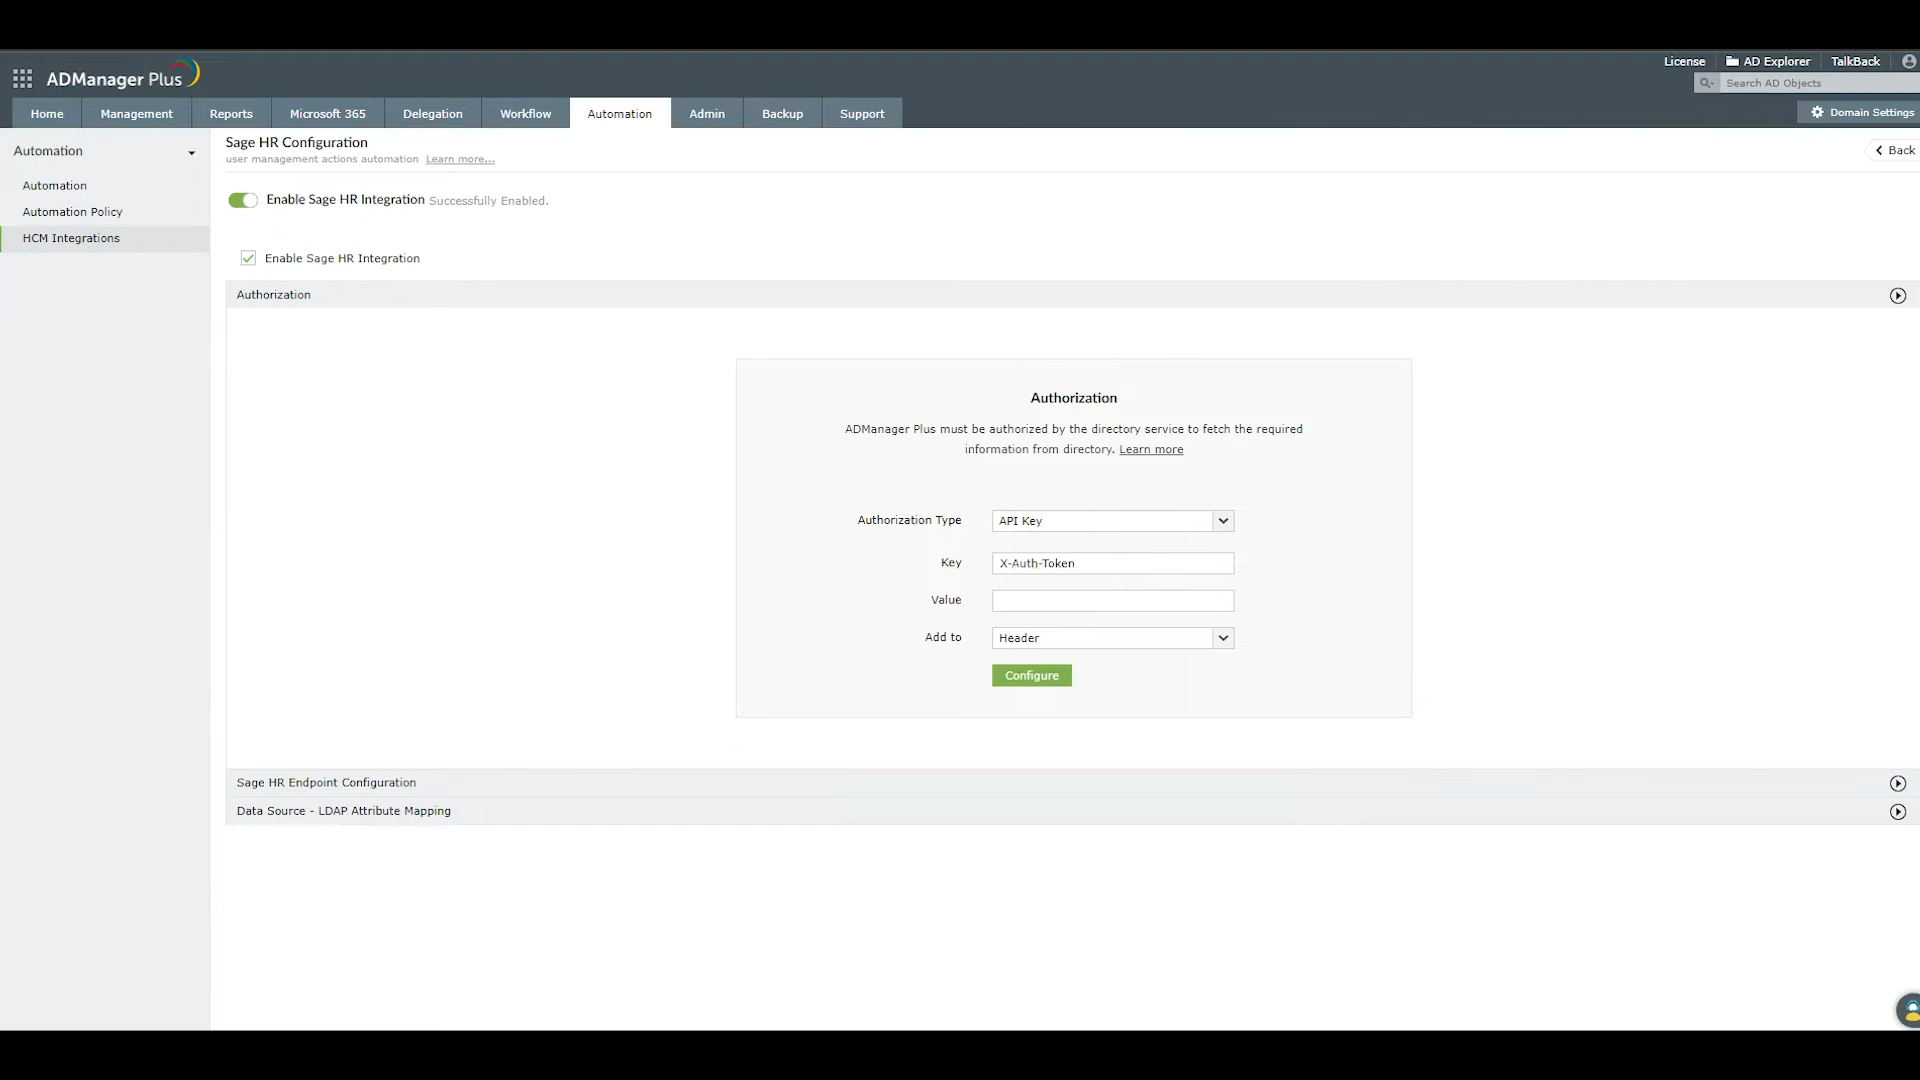 License
AD Explorer
TalkBack
ADManager Plus
Search AD Objects
Home
Management
Reports
Microsoft 365
Delegation
Workflow
Automation
Admin
Backup
Support
Domain Settings
Automation
Automation
Automation Policy
HCM Integrations
Sage HR Configuration
user management actions automation Learn more...
Back
Enable Sage HR Integration Successfully Enabled.
Enable Sage HR Integration
Authorization
Authorization
ADManager Plus must be authorized by the directory service to fetch the required
information from directory. Learn more
Authorization Type API Key
Key X-Auth-Token
Value
Add to Header
Configure
Sage HR Endpoint Configuration
Data Source - LDAP Attribute Mapping